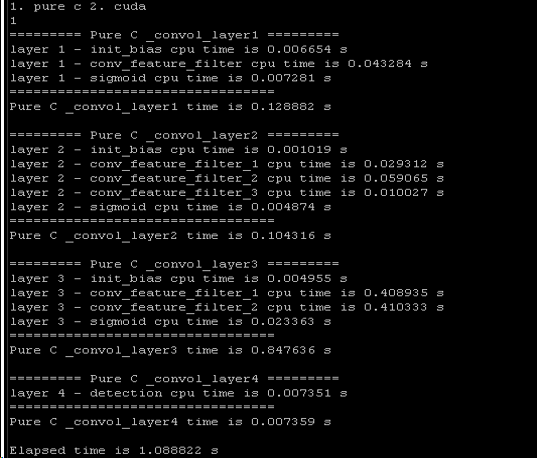 1. pure c 2. cuda
1
========= Pure C _convol_layer1 =========
layer 1 - init_bias cpu time is 0.006654 s
layer 1 - conv_feature_filter cpu time is 0.043284 s
layer 1 - sigmoid cpu time is 0.007281 s
=================================
Pure C _convol_layer1 time is 0.128882 s
========= Pure C _convol_layer2 =========
layer 2 - init_bias cpu time is 0.001019 s
layer 2 - conv_feature_filter_1 cpu time is 0.029312 s
layer 2 - conv_feature_filter_2 cpu time is 0.059065 s
layer 2 - conv_feature_filter_3 cpu time is 0.010027 s
layer 2 - sigmoid cpu time is 0.004874 s
=================================
Pure C _convol_layer2 time is 0.104316 s
========= Pure C _convol_layer3 =========
layer 3 - init_bias cpu time is 0.004955 s
layer 3 - conv_feature_filter_1 cpu time is 0.408935 s
layer 3 - conv_feature_filter_2 cpu time is 0.410333 s
layer 3 - sigmoid cpu time is 0.023363 s
=================================
Pure C _convol_layer3 time is 0.847636 s
========= Pure C _convol_layer4 =========
layer 4 - detection cpu time is 0.007351 s
=================================
Pure C _convol_layer4 time is 0.007359 s
Elapsed time is 1.088822 s